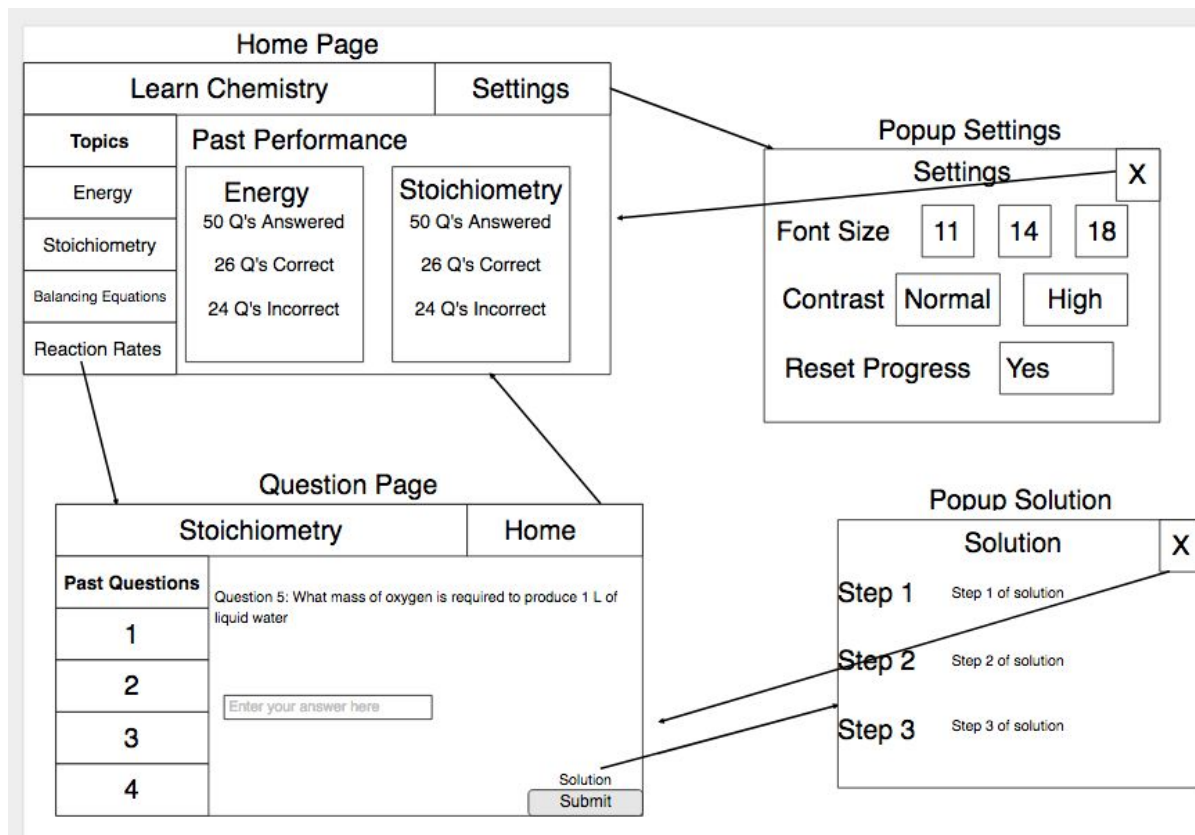 Home Page
Learn Chemistry
Settings
Topics
Energy
Stoichiometry
Balancing Equations
Reaction Rates
Past Performance
Energy
50 Q's Answered
26 Q's Correct
24 Q's Incorrect
Stoichiometry
50 Q's Answered
26 Q's Correct
24 Q's Incorrect
Popup Settings
Settings
X
Font Size
11
14
18
Contrast
Normal
High
Reset Progress
Yes
Question Page
Stoichiometry
Home
Past Questions
1
2
3
4
Question 5: What mass of oxygen is required to produce 1 L of
liquid water
Enter your answer here
Solution
Submit
Popup Solution
Solution
X
Step 1
Step 1 of solution
Step 2
Step 2 of solution
Step 3
Step 3 of solution